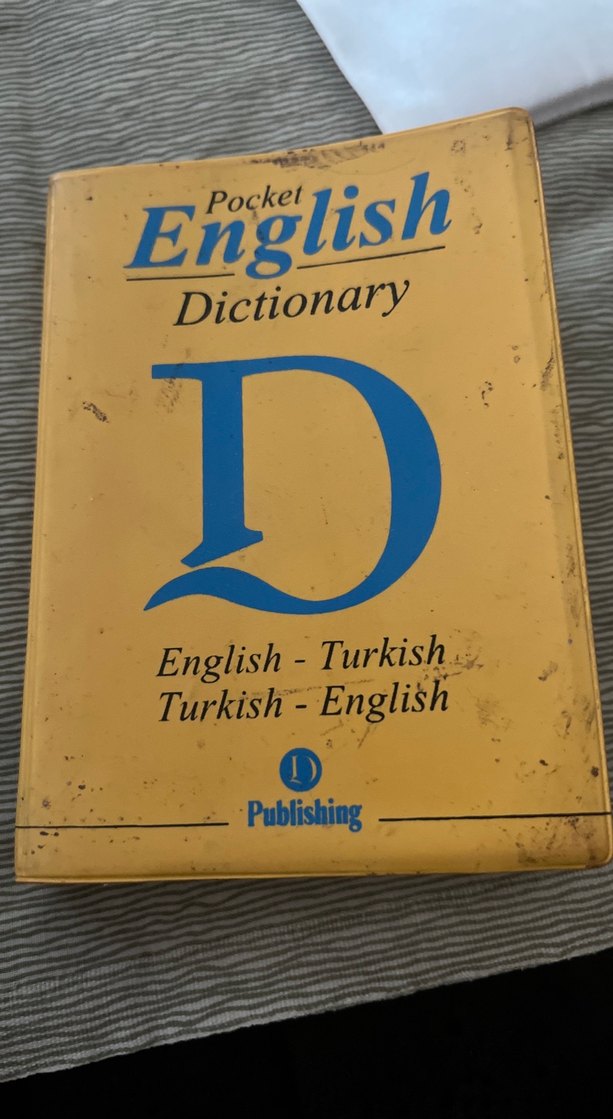 Pocket
English
Dictionary
D
English - Turkish
Turkish - English
D
Publishing